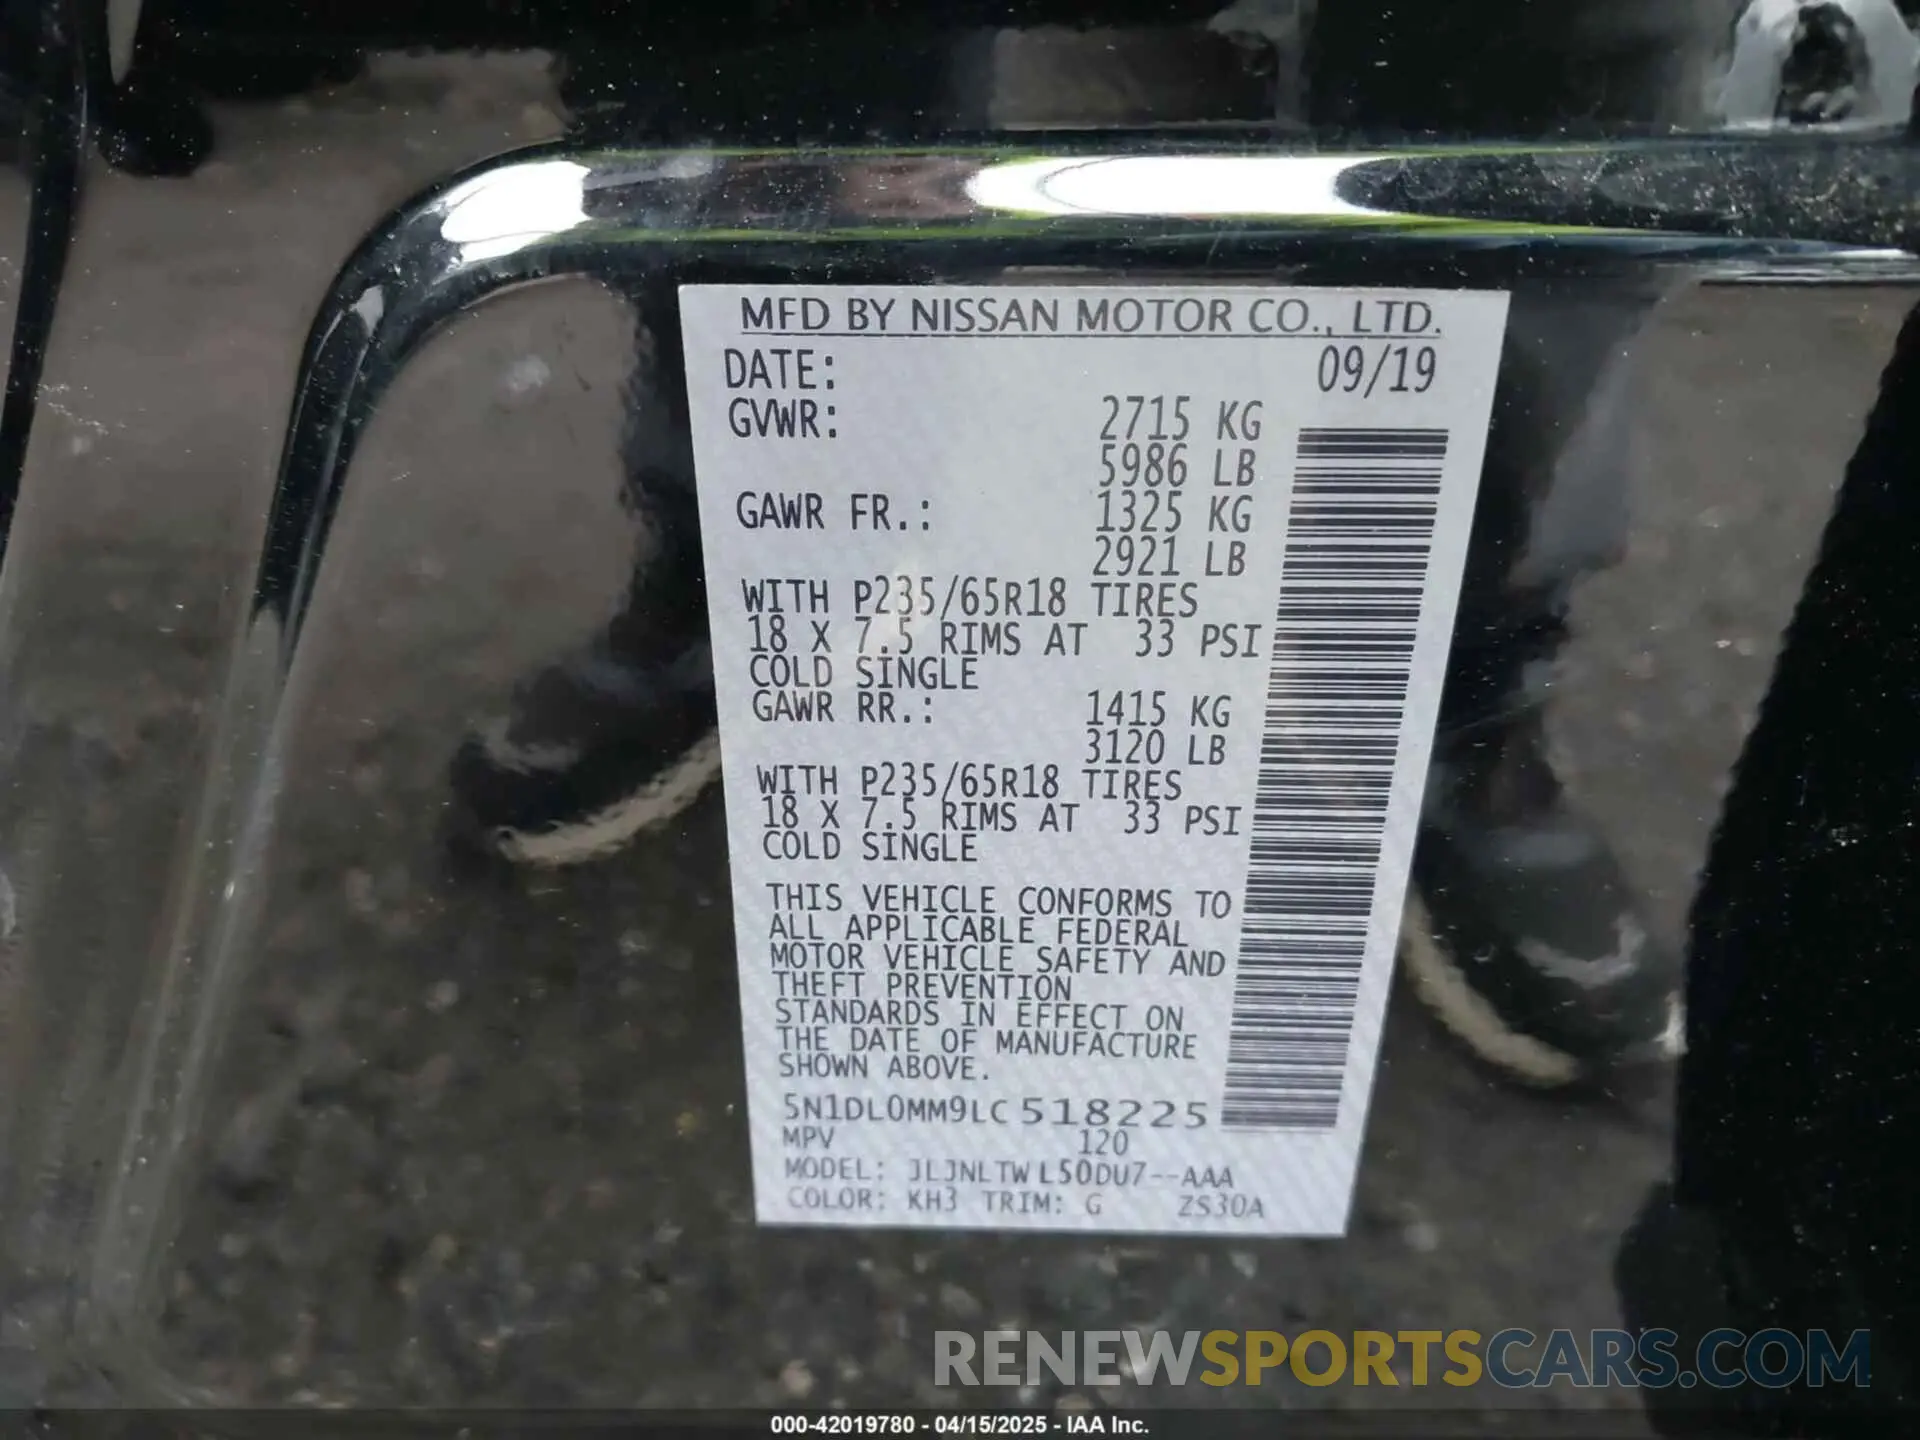 MFD BY NISSAN MOTOR CO., LTD.
DATE: 09/19
GVWR: 2715 KG
5986 LB
GAWR FR.: 1325 KG
2921 LB
WITH P235/65R18 TIRES
18 X 7.5 RIMS AT 33 PSI
COLD SINGLE
GAWR RR.: 1415 KG
3120 LB
WITH P235/65R18 TIRES
18 X 7.5 RIMS AT 33 PSI
COLD SINGLE
THIS VEHICLE CONFORMS TO
ALL APPLICABLE FEDERAL
MOTOR VEHICLE SAFETY AND
THEFT PREVENTION
STANDARDS IN EFFECT ON
THE DATE OF MANUFACTURE
SHOWN ABOVE.
5N1DL0MM9LC518225
MPV 120
MODEL: JLJNLTWL50DU7--AAA
COLOR: KH3 TRIM: G ZS30A
RENEWSPORTSCARS.COM
000-42019780 - 04/15/2025 - IAA Inc.